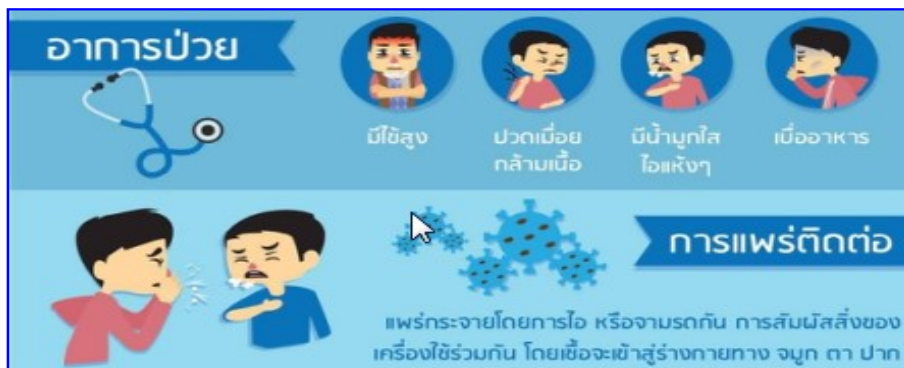 อาการป่วย
มีไข้สูง
ปวดเมื่อย
กล้ามเนื้อ
มีน้ำมูกใส
ไอแห้งๆ
เบื่ออาหาร
การแพร่ติดต่อ
แพร่กระจายโดยการไอ หรือจามรดกัน การสัมผัสสิ่งของ
เครื่องใช้ร่วมกัน โดยเชื้อจะเข้าสู่ร่างกายทาง จมูก ตา ปาก